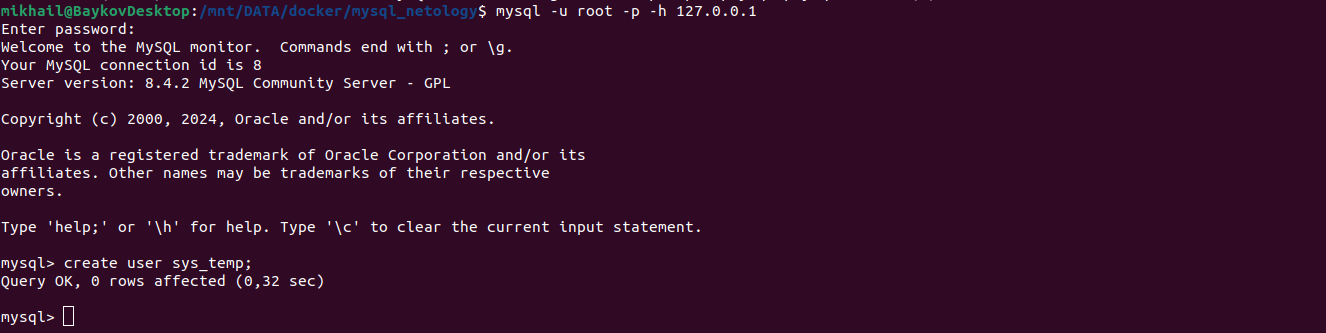 mikhail@BaykovDesktop:/mnt/DATA/docker/mysql_netology$ mysql -u root -p -h 127.0.0.1
Enter password:
Welcome to the MySQL monitor.  Commands end with ; or \g.
Your MySQL connection id is 8
Server version: 8.4.2 MySQL Community Server - GPL

Copyright (c) 2000, 2024, Oracle and/or its affiliates.

Oracle is a registered trademark of Oracle Corporation and/or its
affiliates. Other names may be trademarks of their respective
owners.

Type 'help;' or '\h' for help. Type '\c' to clear the current input statement.

mysql> create user sys_temp;
Query OK, 0 rows affected (0,32 sec)

mysql>